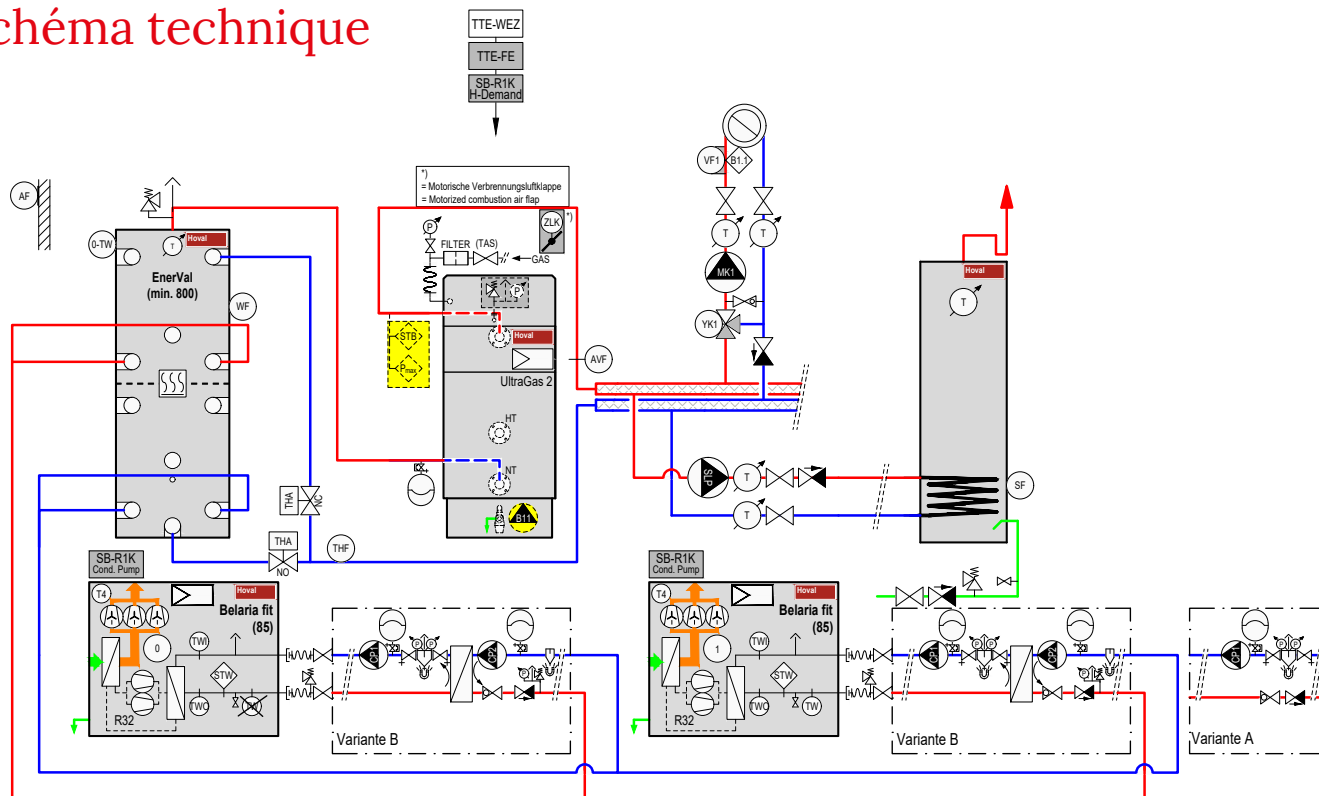 chéma technique
TTE-WEZ
TTE-FE
SB-R1K
H-Demand
*)
= Motorische Verbrennungsluftklappe
= Motorized combustion air flap
ZLK
*)
P
FILTER
(TAS)
GAS
AF
0-TW
T
Hoval
EnerVal
(min. 800)
WF
P
STB
Pmax
Hoval
AVF
UltraGas 2
HT
NT
B11
VF1
B1.1
T
T
MK1
YK1
SLP
T
T
Hoval
T
SF
THA
NC
THA
NO
THF
SB-R1K
Cond. Pump
T4
Hoval
Belaria fit
(85)
0
TWI
STW
TWO
TW
R32
CP1
P
P
CP2
P
Variante B
SB-R1K
Cond. Pump
T4
Hoval
Belaria fit
(85)
1
TWI
STW
TWO
TW
R32
CP1
P
P
CP2
P
Variante B
CP1
P
P
Variante A